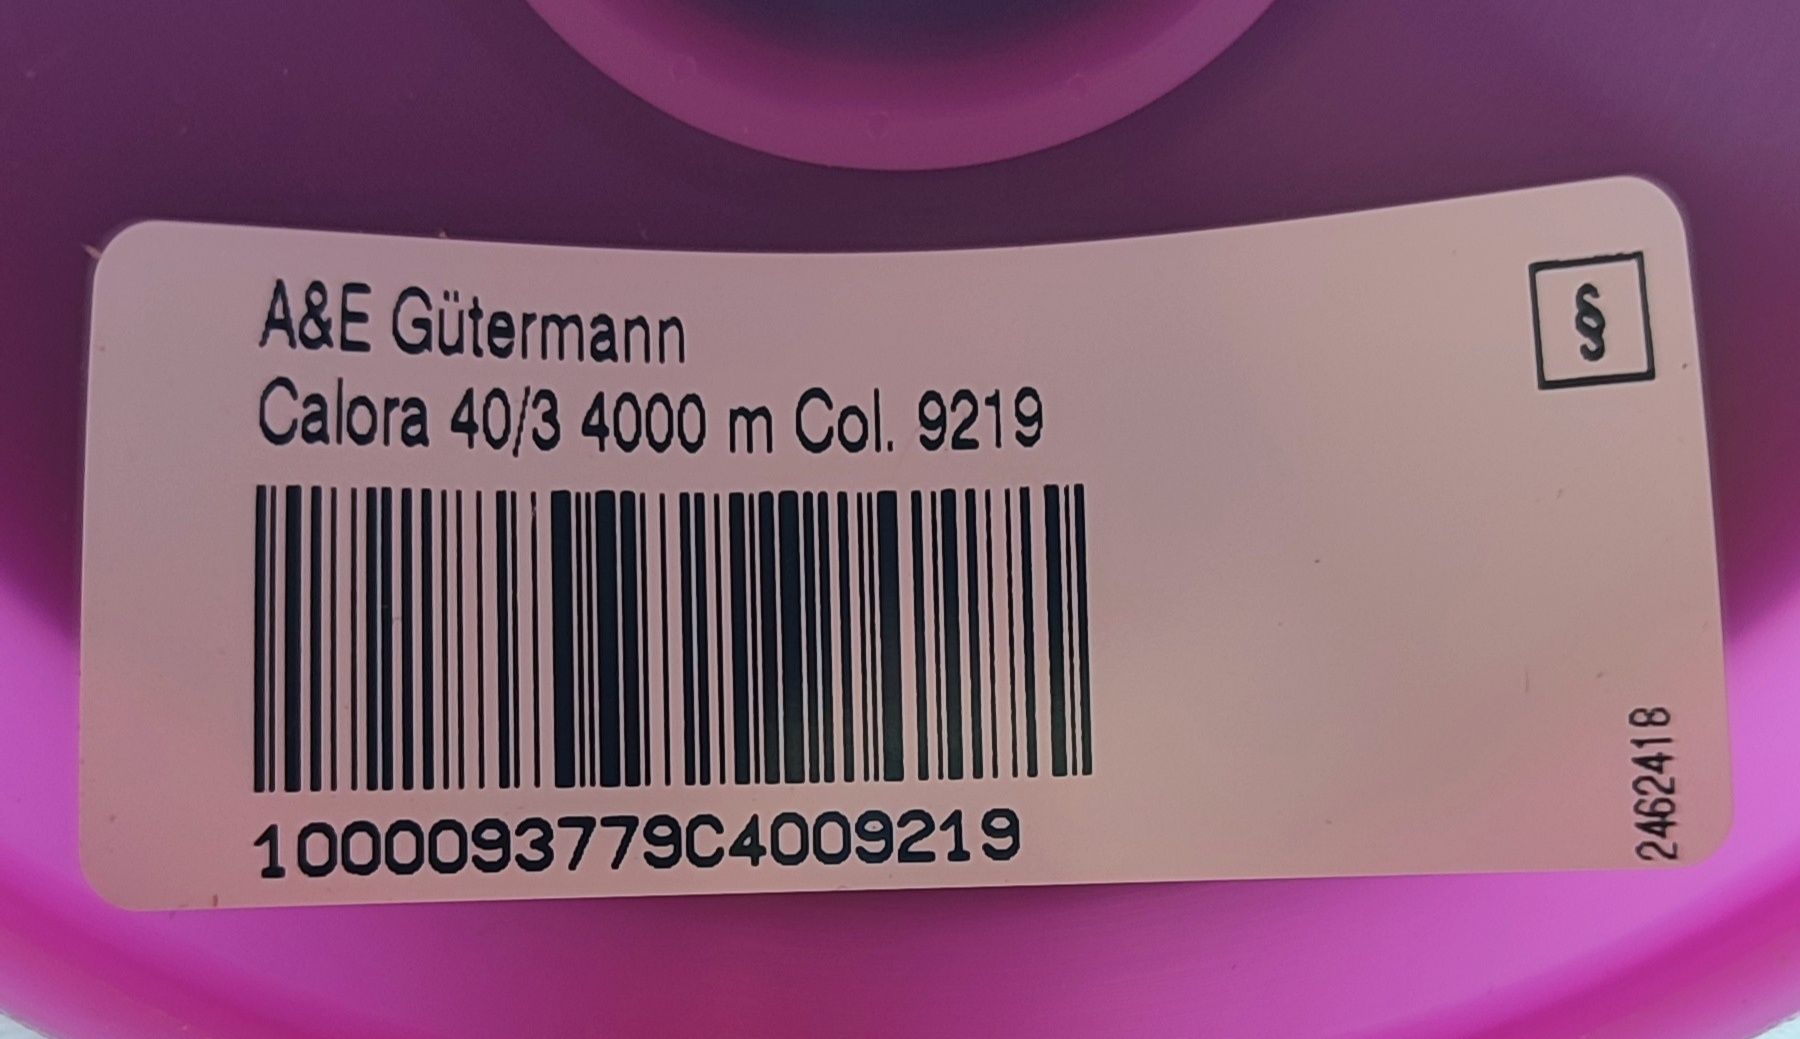 A&E Gütermann
§
Calora 40/3 4000 m Col. 9219
1000093779C4009219
2462418